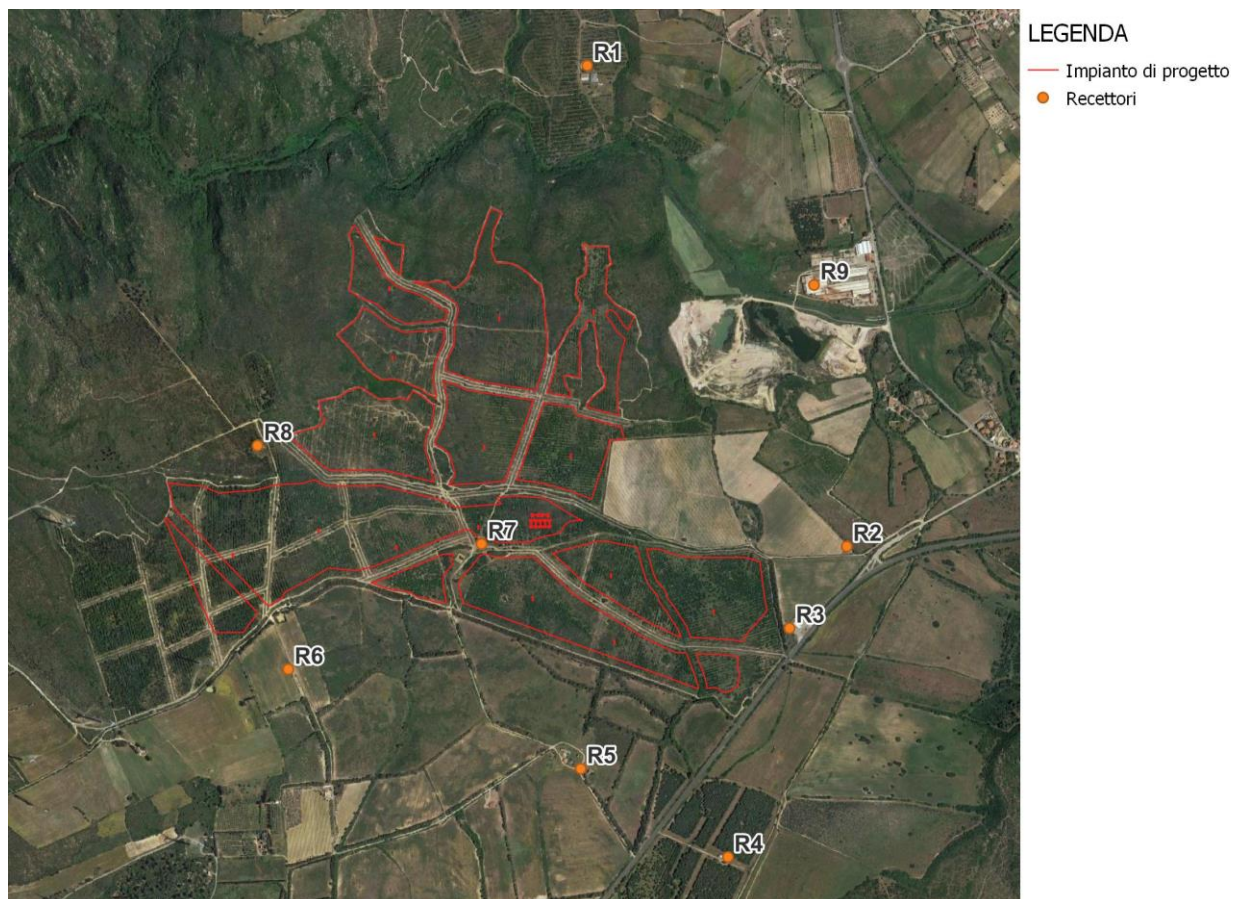 R1
LEGENDA
Impianto di progetto
Recettori
R9
R8
R7
R2
R3
R6
R5
R4